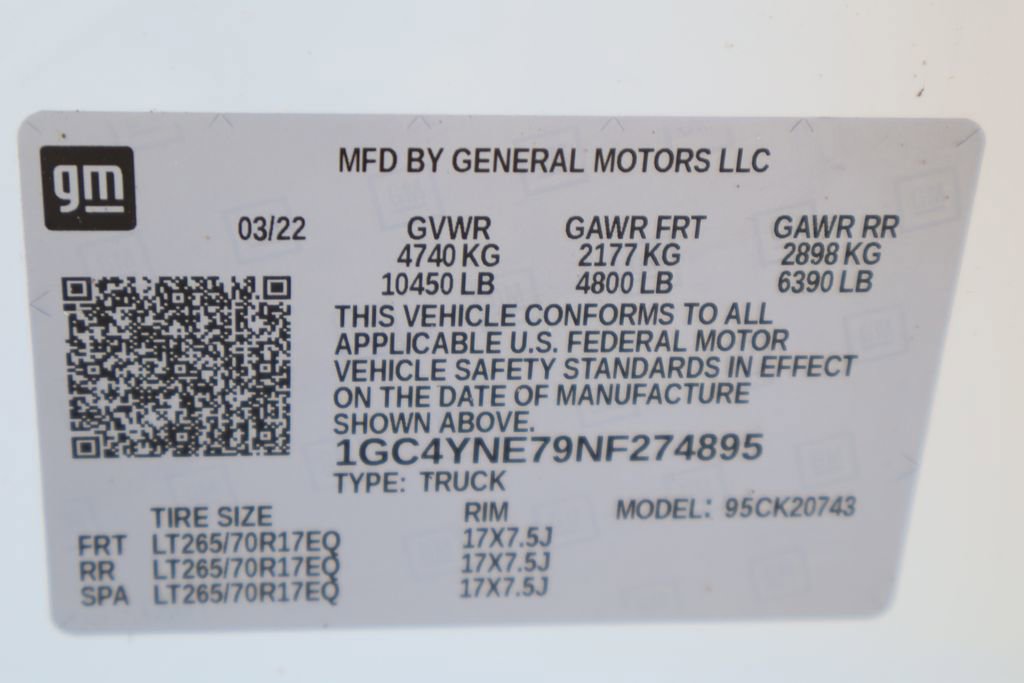 gm
MFD BY GENERAL MOTORS LLC
03/22 GVWR GAWR FRT GAWR RR
4740 KG 2177 KG 2898 KG
10450 LB 4800 LB 6390 LB
THIS VEHICLE CONFORMS TO ALL
APPLICABLE U.S. FEDERAL MOTOR
VEHICLE SAFETY STANDARDS IN EFFECT
ON THE DATE OF MANUFACTURE
SHOWN ABOVE.
1GC4YNE79NF274895
TYPE: TRUCK
TIRE SIZE RIM MODEL: 95CK20743
FRT LT265/70R17EQ 17X7.5J
RR LT265/70R17EQ 17X7.5J
SPA LT265/70R17EQ 17X7.5J